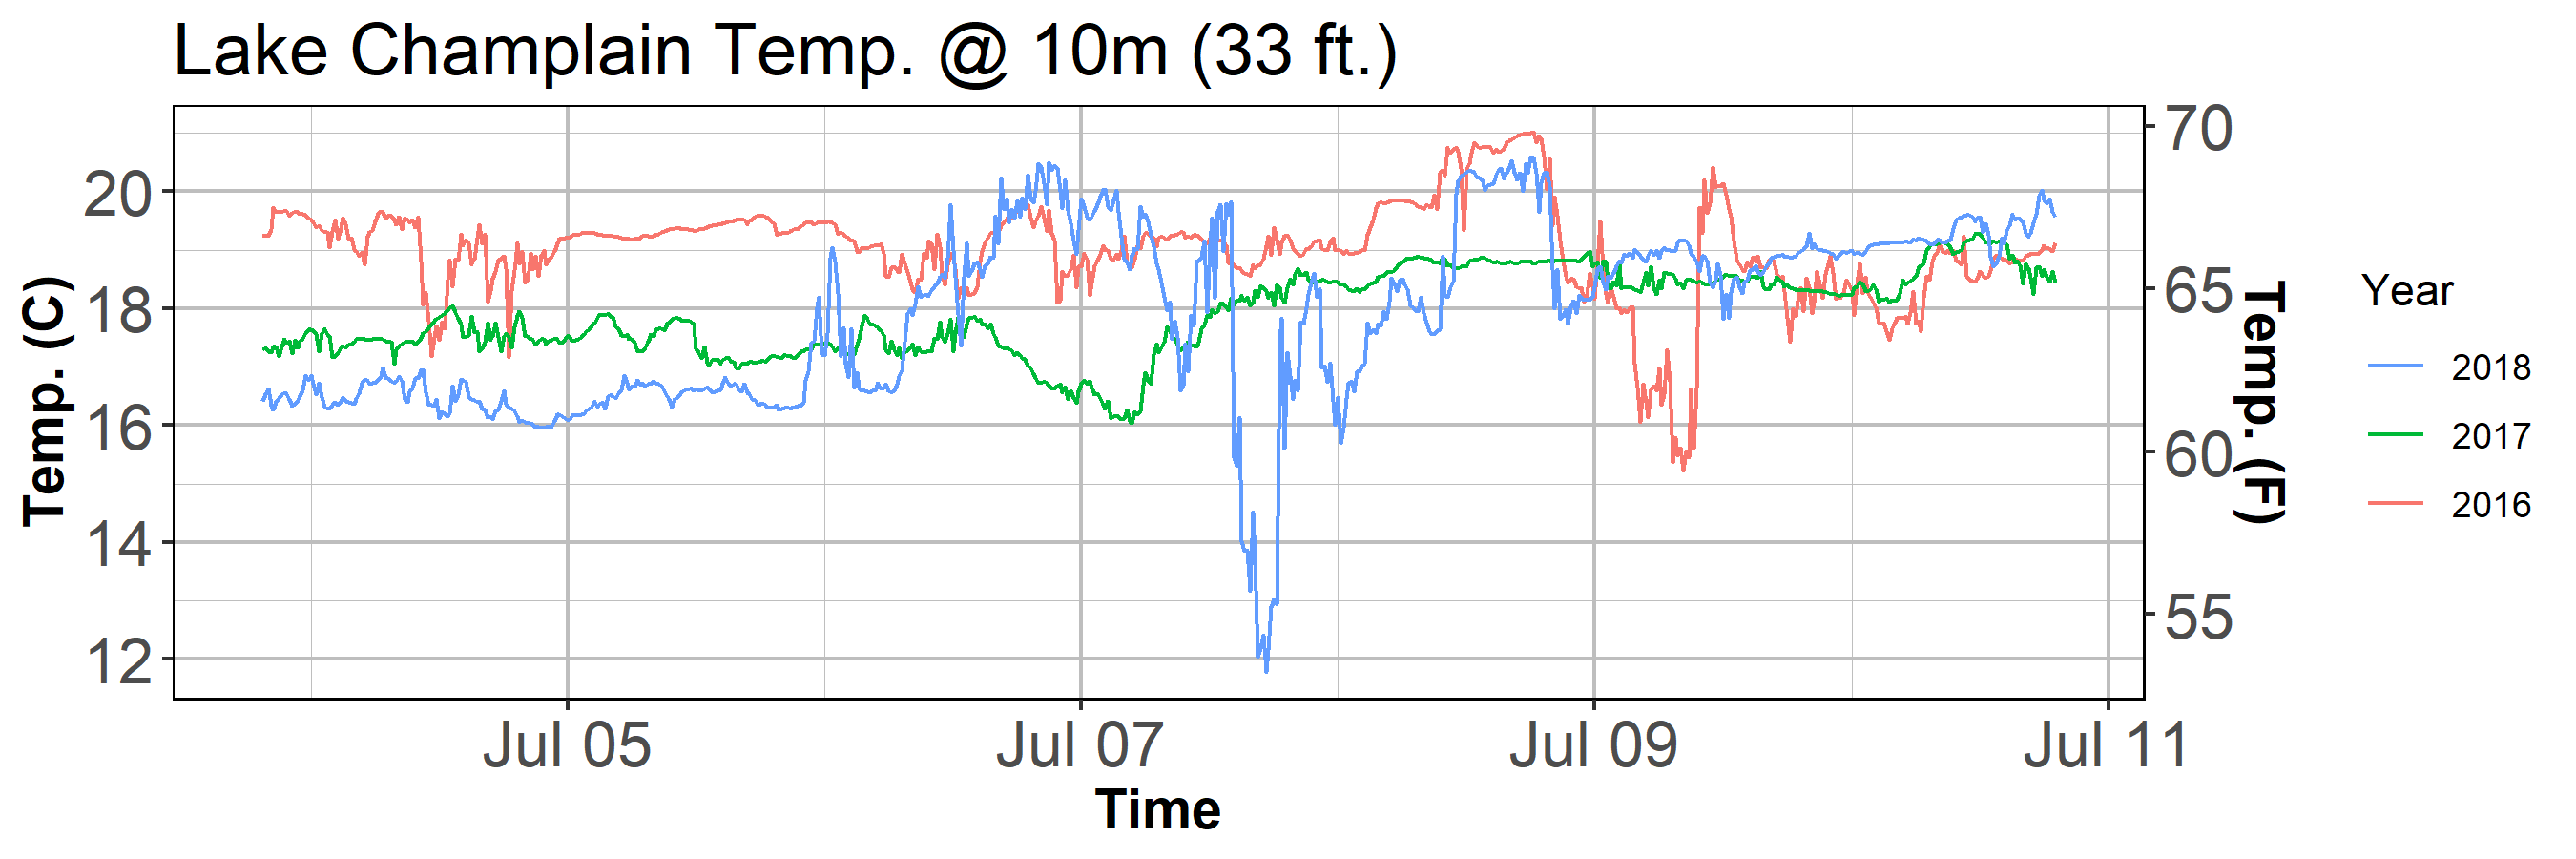 Lake Champlain Temp. @ 10m (33 ft.)
Temp. (C)
20
18
16
14
12
70
65
60
55
Temp. (F)
Jul 05
Jul 07
Jul 09
Jul 11
Time
Year
2018
2017
2016